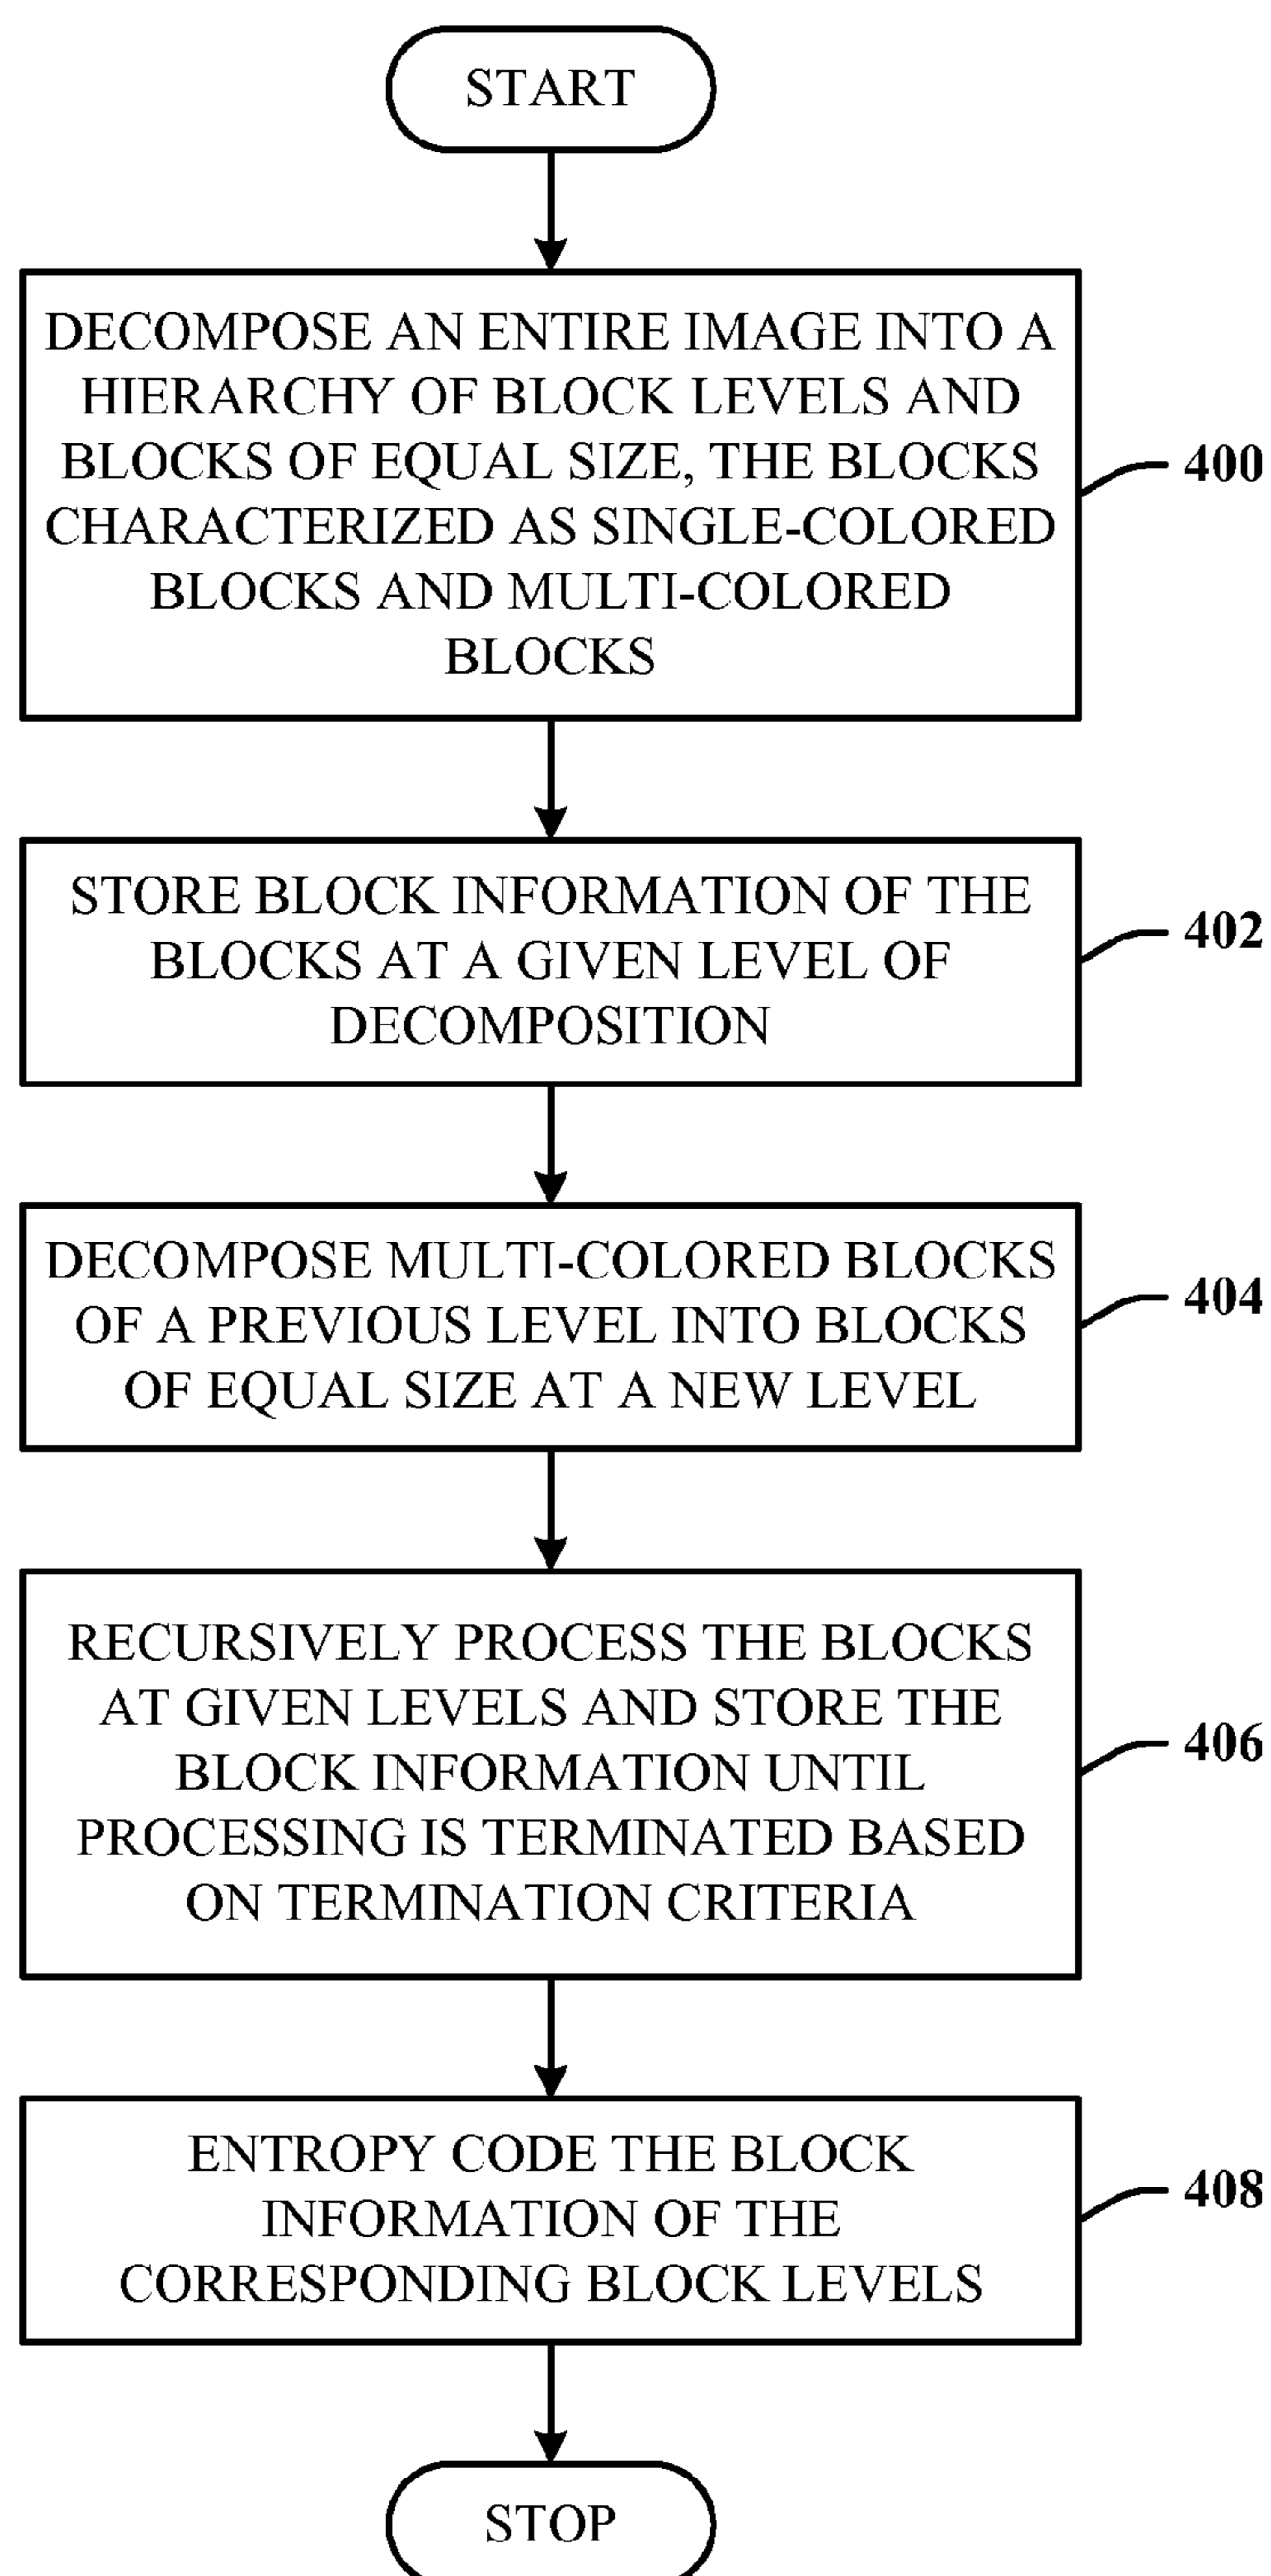 START
DECOMPOSE AN ENTIRE IMAGE INTO A
HIERARCHY OF BLOCK LEVELS AND
BLOCKS OF EQUAL SIZE, THE BLOCKS
CHARACTERIZED AS SINGLE-COLORED
BLOCKS AND MULTI-COLORED
BLOCKS
400
STORE BLOCK INFORMATION OF THE
BLOCKS AT A GIVEN LEVEL OF
DECOMPOSITION
402
DECOMPOSE MULTI-COLORED BLOCKS
OF A PREVIOUS LEVEL INTO BLOCKS
OF EQUAL SIZE AT A NEW LEVEL
404
RECURSIVELY PROCESS THE BLOCKS
AT GIVEN LEVELS AND STORE THE
BLOCK INFORMATION UNTIL
PROCESSING IS TERMINATED BASED
ON TERMINATION CRITERIA
406
ENTROPY CODE THE BLOCK
INFORMATION OF THE
CORRESPONDING BLOCK LEVELS
408
STOP